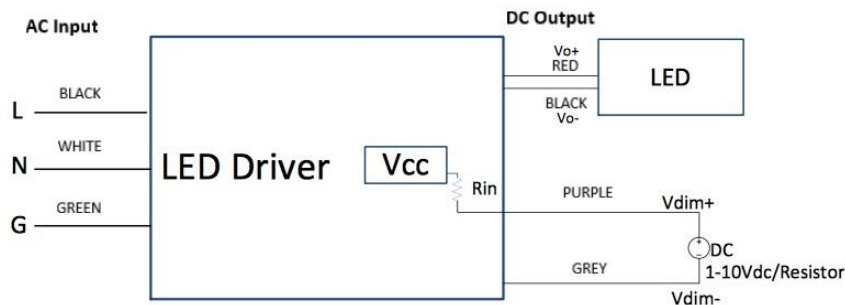 AC Input
DC Output
L
BLACK
N
WHITE
G
GREEN
LED Driver
Vcc
Rin
Vo+
RED
BLACK
Vo-
LED
PURPLE
Vdim+
DC
1-10Vdc/Resistor
GREY
Vdim-